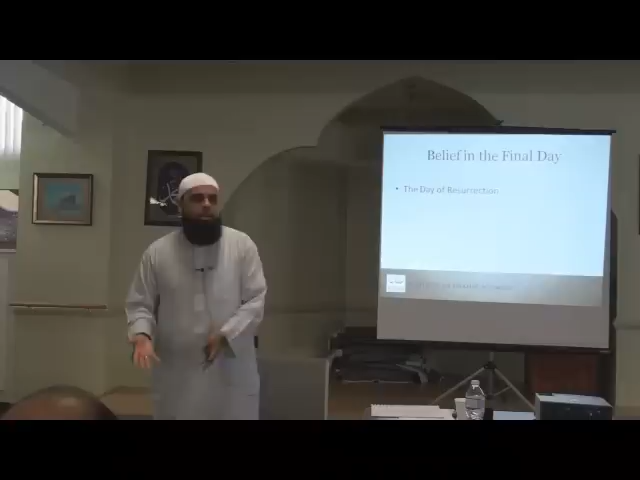 Belief in the Final Day
• The Day of Resurrection